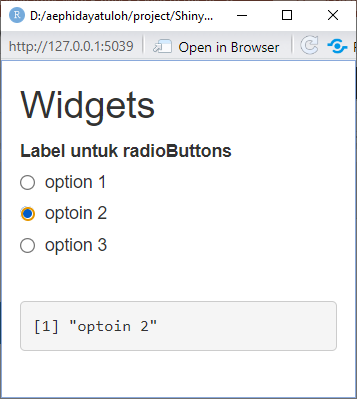 D:/aephidayatuloh/project/Shiny...
http://127.0.0.1:5039 Open in Browser
Widgets
Label untuk radioButtons
option 1
optoin 2
option 3
[1] "optoin 2"